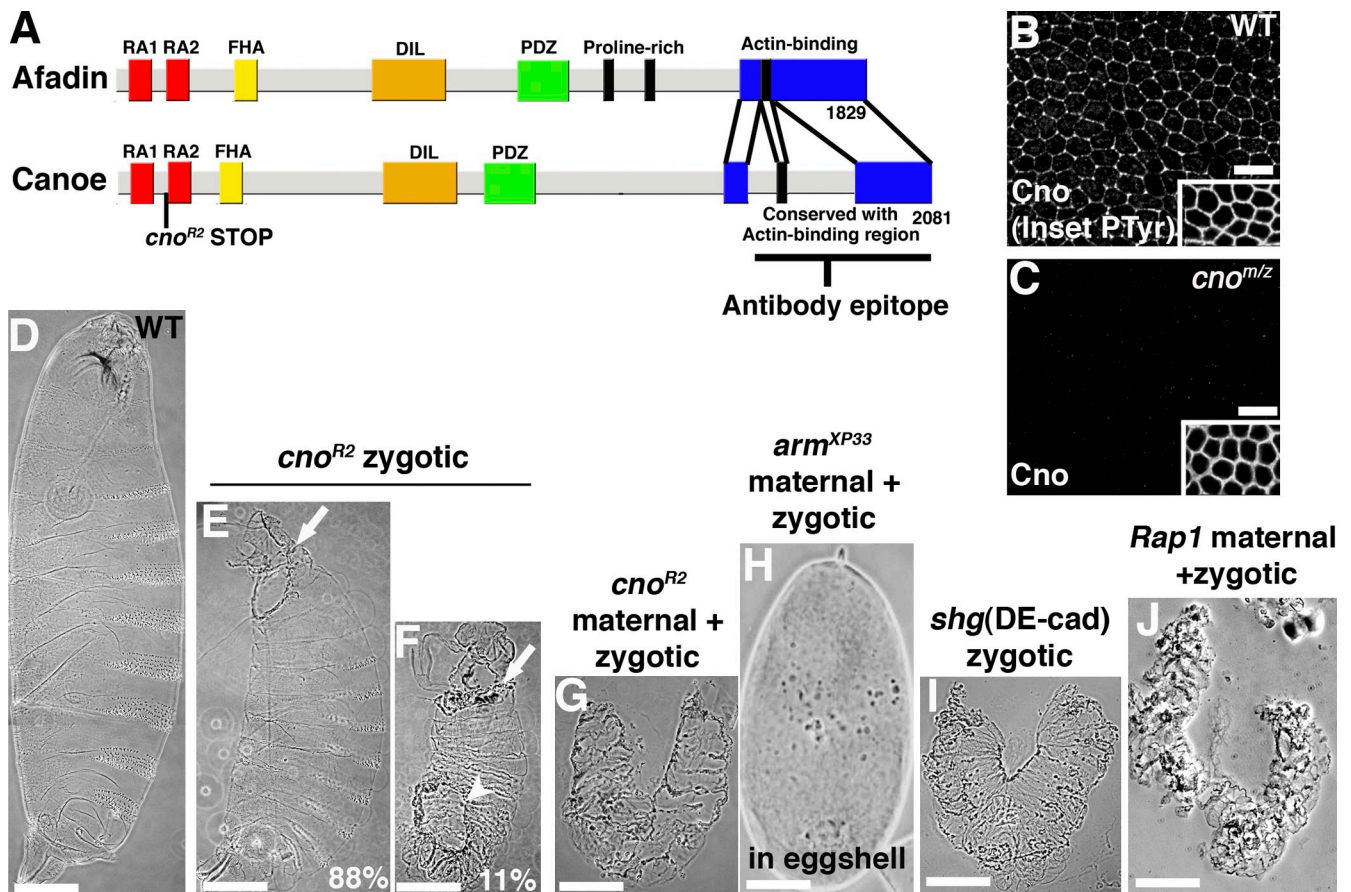 A
RA1 RA2 FHA DIL PDZ Proline-rich Actin-binding
Afadin
1829
RA1 RA2 FHA DIL PDZ
Canoe
cnoR2 STOP
Conserved with 2081
Actin-binding region
Antibody epitope
B WT
Cno
(Inset PTyr)
C cnom/z
Cno
D WT
cnoR2 zygotic
E
88%
F
11%
cnoR2
maternal +
zygotic
G
armXP33
maternal +
zygotic
H
in eggshell
shg(DE-cad)
zygotic
I
Rap1 maternal
+zygotic
J